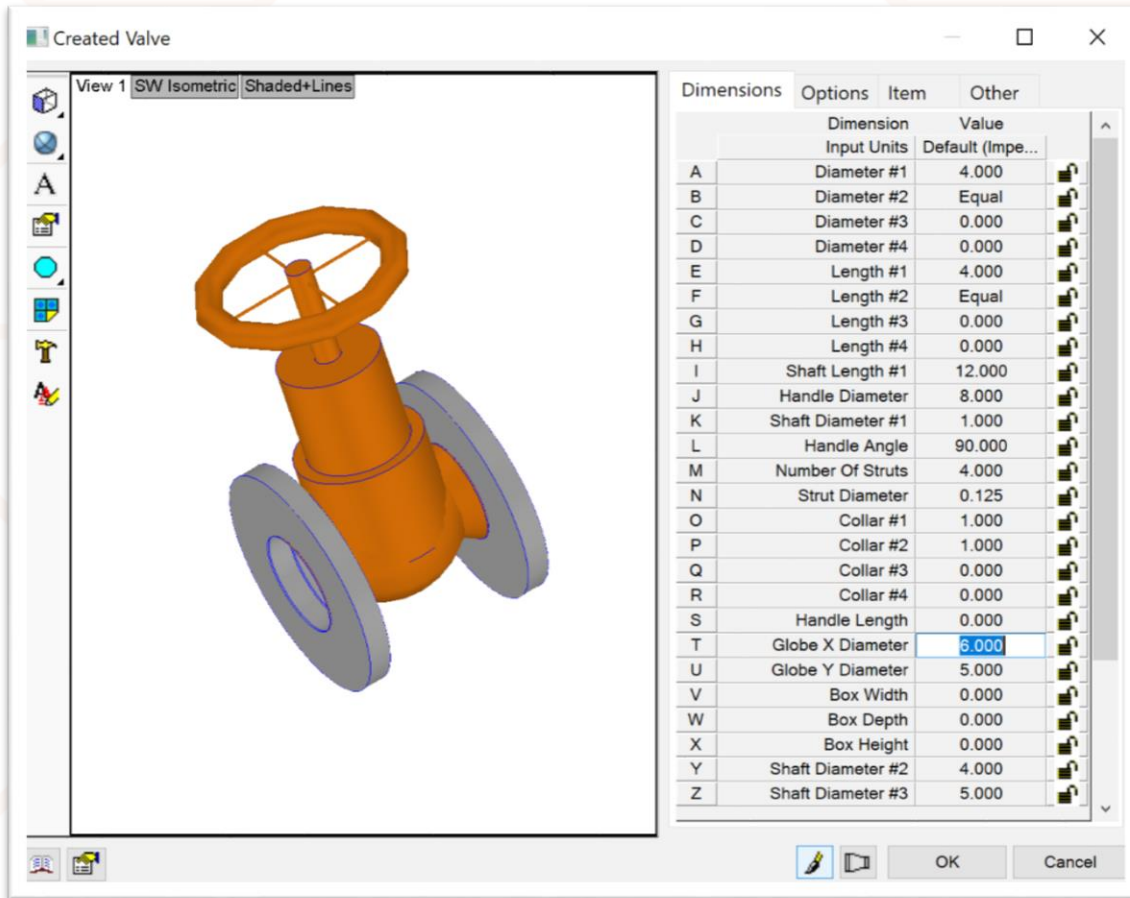 Created Valve
View 1 SW Isometric Shaded+Lines
A
Dimensions Options Item Other
Dimension Value
Input Units Default (Impe...
A Diameter #1 4.000
B Diameter #2 Equal
C Diameter #3 0.000
D Diameter #4 0.000
E Length #1 4.000
F Length #2 Equal
G Length #3 0.000
H Length #4 0.000
I Shaft Length #1 12.000
J Handle Diameter 8.000
K Shaft Diameter #1 1.000
L Handle Angle 90.000
M Number Of Struts 4.000
N Strut Diameter 0.125
O Collar #1 1.000
P Collar #2 1.000
Q Collar #3 0.000
R Collar #4 0.000
S Handle Length 0.000
T Globe X Diameter 6.000
U Globe Y Diameter 5.000
V Box Width 0.000
W Box Depth 0.000
X Box Height 0.000
Y Shaft Diameter #2 4.000
Z Shaft Diameter #3 5.000
OK Cancel